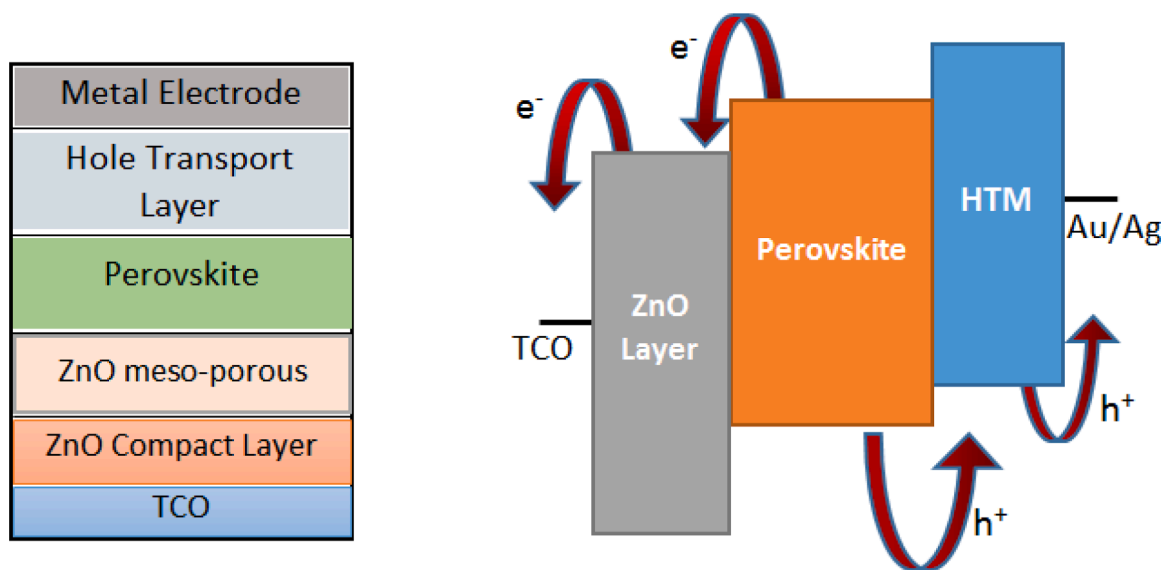 Metal Electrode
Hole Transport
Layer
Perovskite
ZnO meso-porous
ZnO Compact Layer
TCO
e⁻
e⁻
HTM
Au/Ag
Perovskite
ZnO
Layer
TCO
h⁺
h⁺